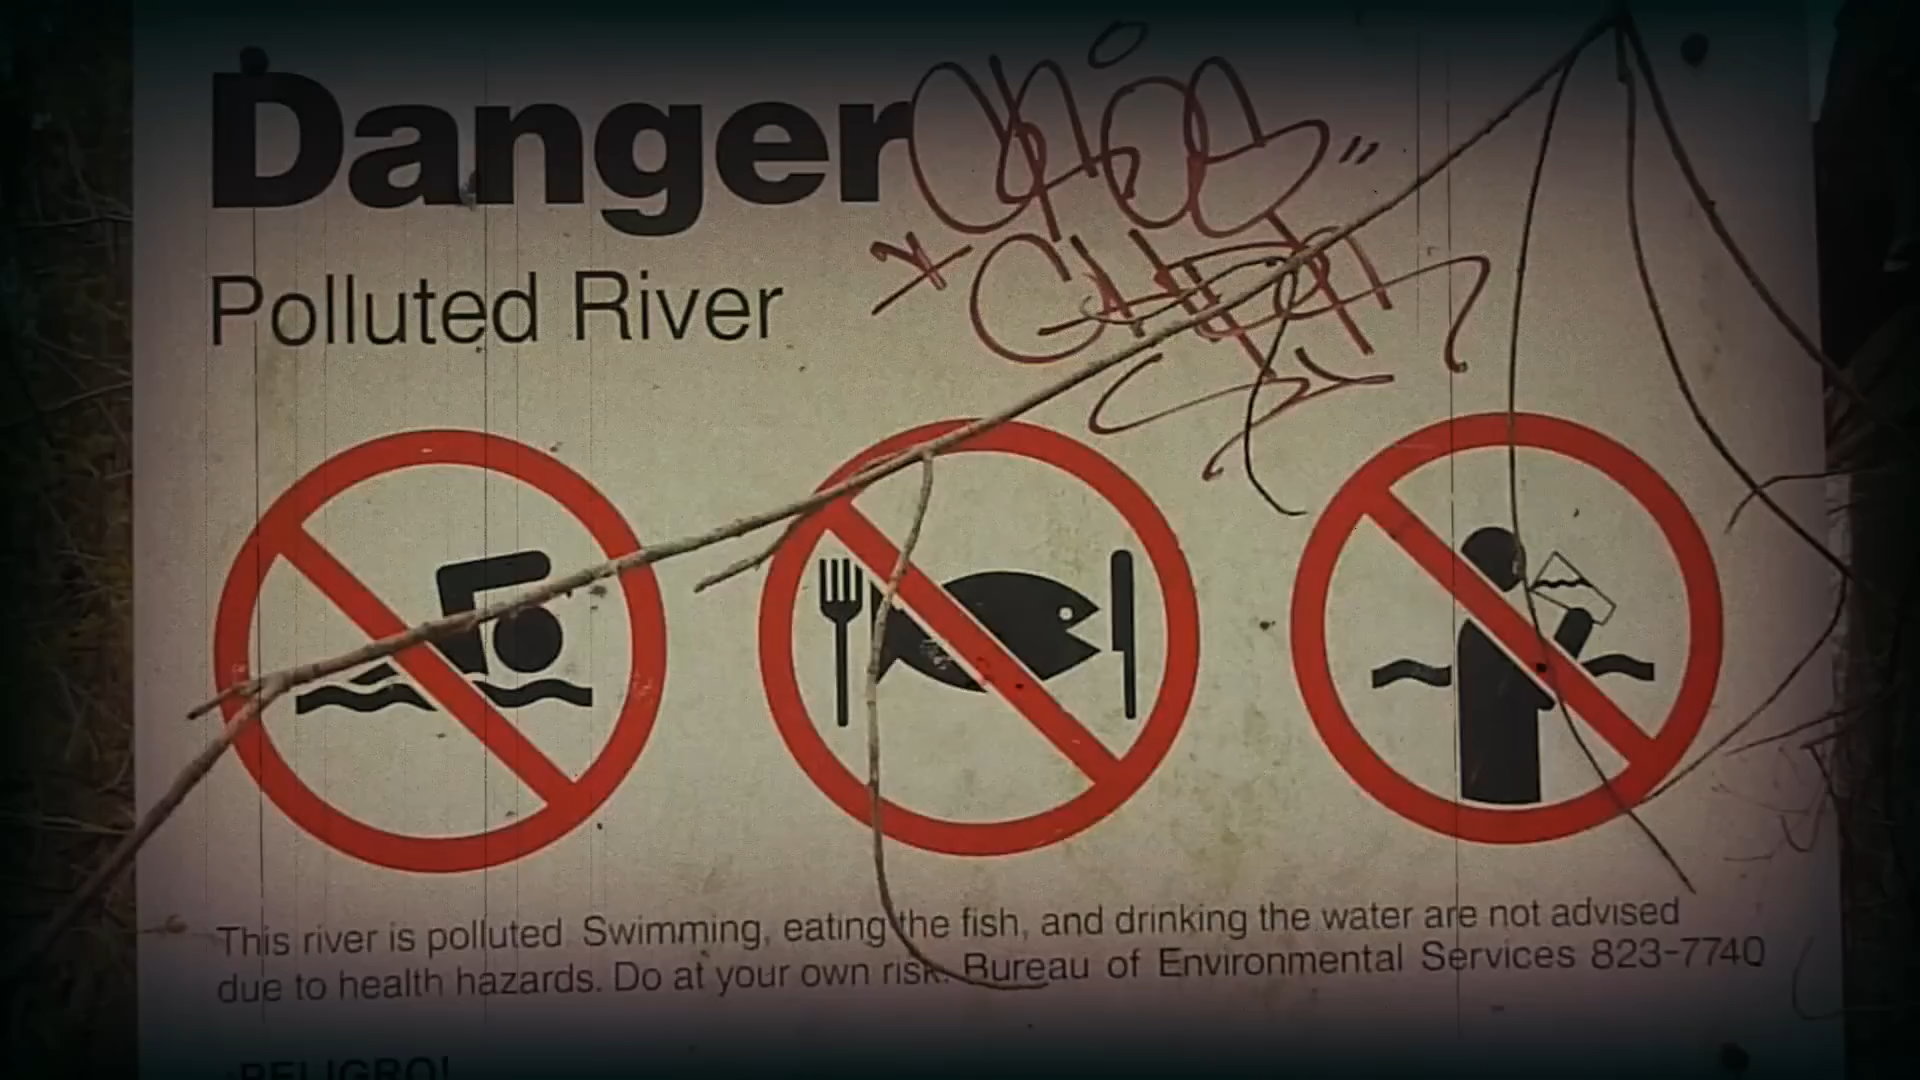 Danger
Polluted River
This river is polluted. Swimming, eating the fish, and drinking the water are not advised
due to health hazards. Do at your own risk. Bureau of Environmental Services 823-7740
¡PELIGRO!